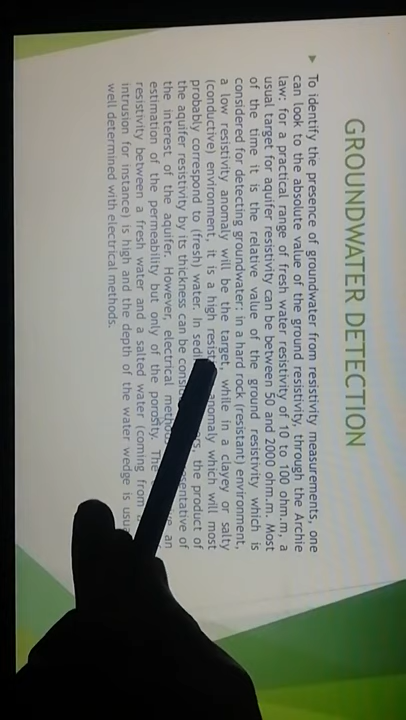 GROUNDWATER DETECTION
To identify the presence of groundwater from resistivity measurements, one
can look to the absolute value of the ground resistivity, through the Archie
law: for a practical range of fresh water resistivity of 10 to 100 ohm.m, a
usual target for aquifer resistivity can be between 50 and 2000 ohm.m. Most
of the time it is the relative value of the ground resistivity which is
considered for detecting groundwater: in a hard rock (resistant) environment,
a low resistivity anomaly will be the target, while in a clayey or salty
(conductive) environment, it is a high anomaly which will most
probably correspond to (fresh) water. In the product of
the aquifer resistivity by its thickness can be of
the interest of the aquifer. However, electrical an
estimation of the permeability but only of the porosity. The
resistivity between a fresh water and a salted water (coming from
intrusion for instance) is high and the depth of the water wedge is
well determined with electrical methods.